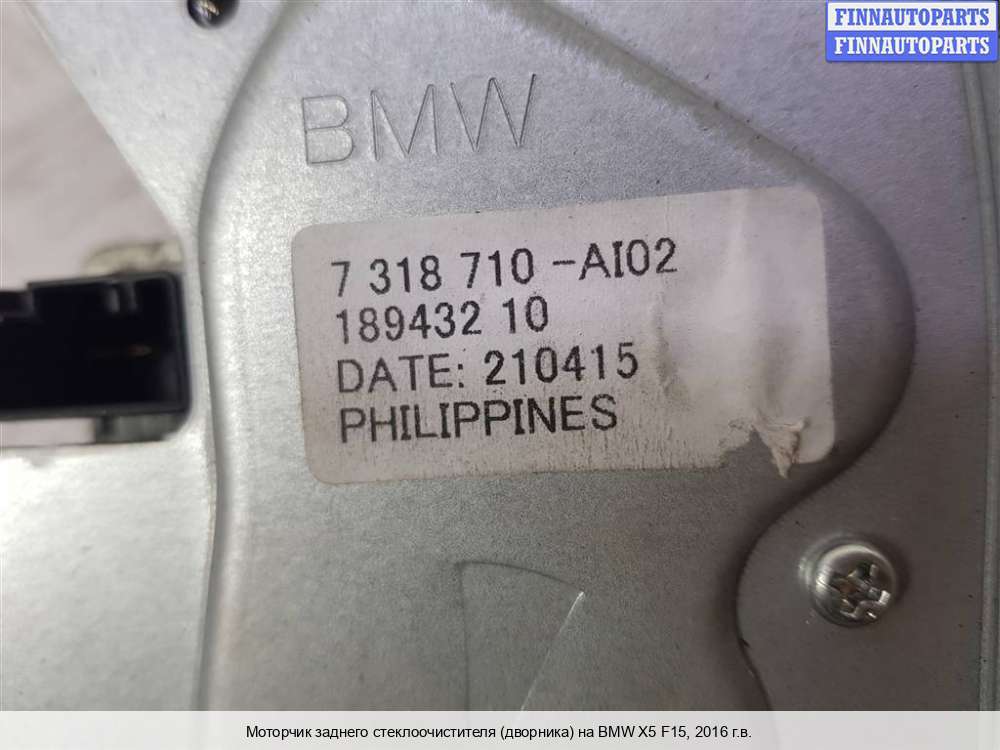 FINNAUTOPARTS
FINNAUTOPARTS
BMW
7 318 710 -AI02
189432 10
DATE: 210415
PHILIPPINES
Моторчик заднего стеклоочистителя (дворника) на BMW X5 F15, 2016 г.в.